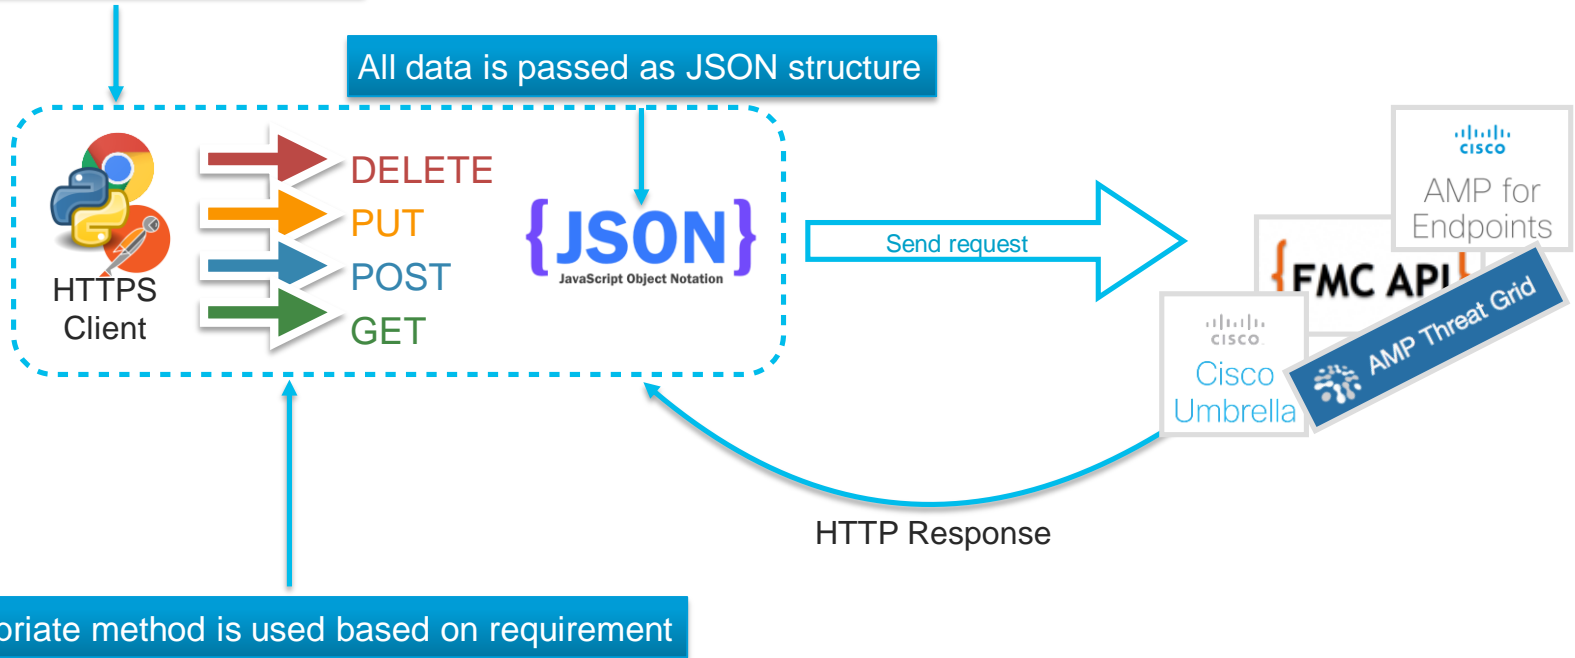 All data is passed as JSON structure
HTTPS
Client
DELETE
PUT
POST
GET
{JSON}
JavaScript Object Notation
Send request
CISCO
AMP for
Endpoints
{FMC API}
AMP Threat Grid
CISCO
Cisco
Umbrella
HTTP Response
method is used based on requirement